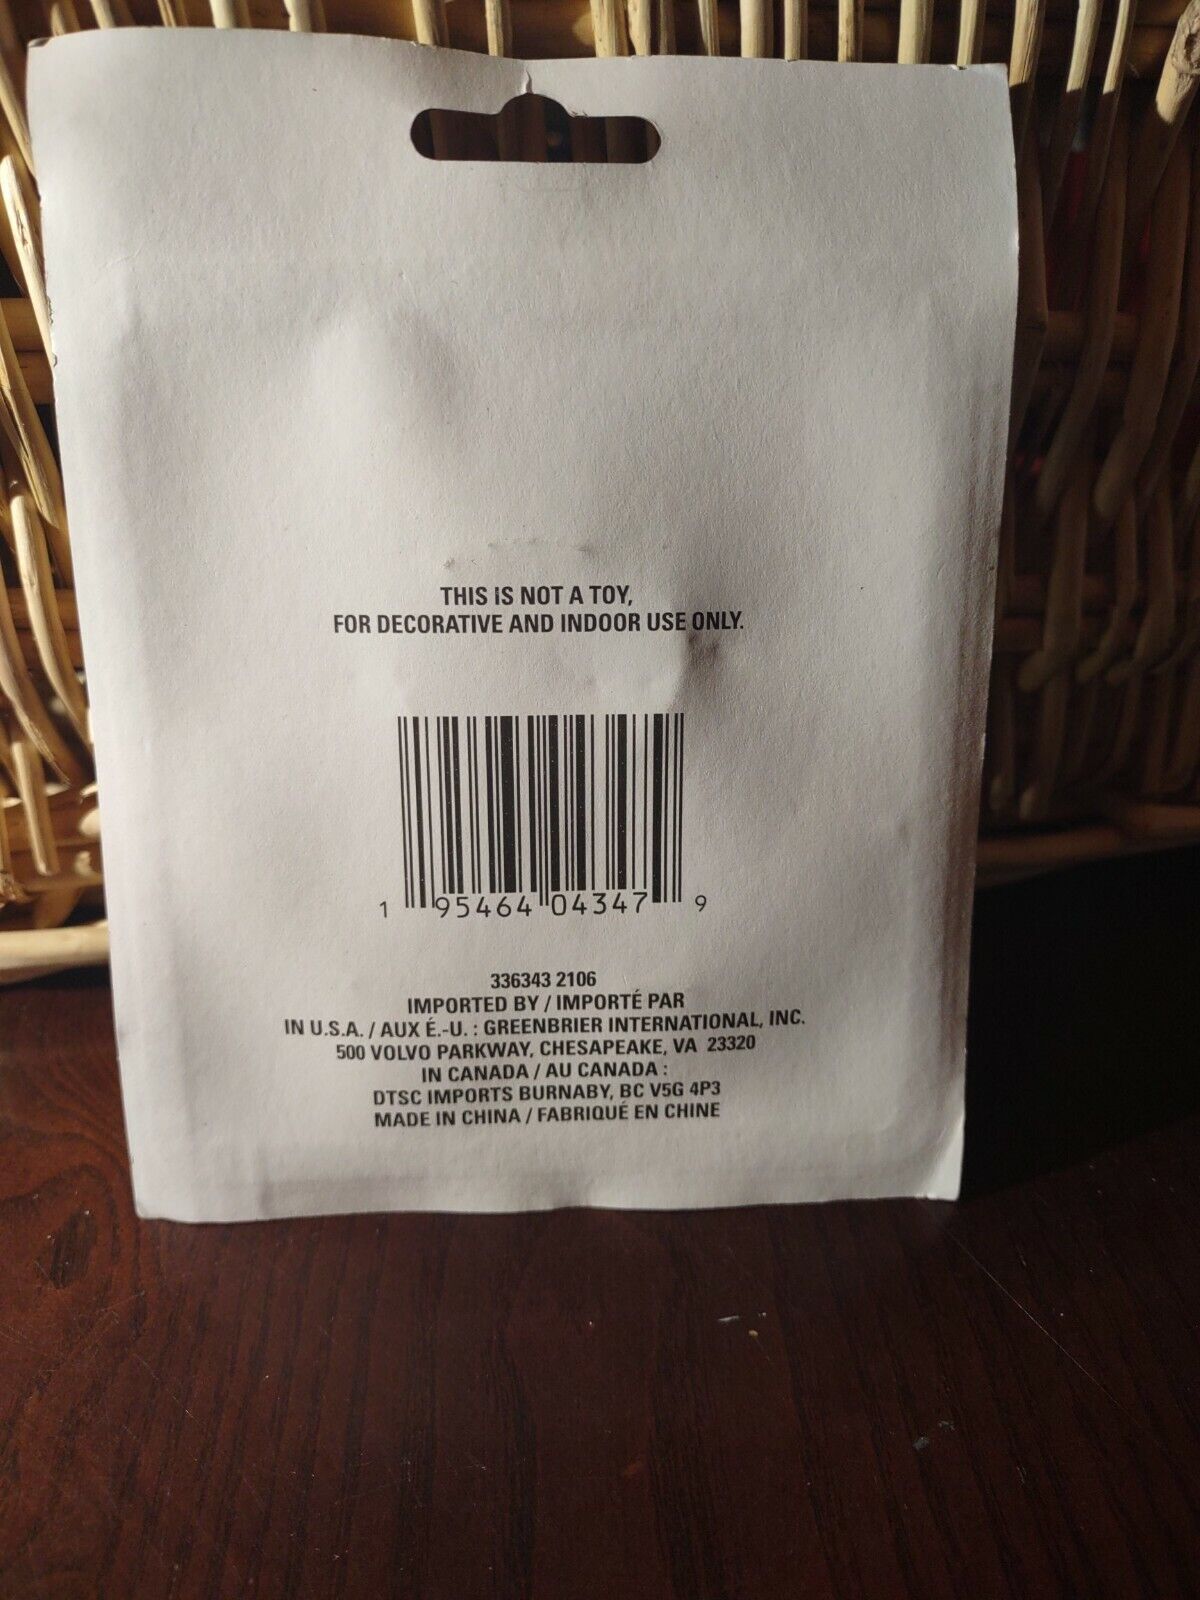 THIS IS NOT A TOY,
FOR DECORATIVE AND INDOOR USE ONLY.
1 95464 04347 9
336343 2106
IMPORTED BY / IMPORTÉ PAR
IN U.S.A. / AUX É.-U. : GREENBRIER INTERNATIONAL, INC.
500 VOLVO PARKWAY, CHESAPEAKE, VA 23320
IN CANADA / AU CANADA :
DTSC IMPORTS BURNABY, BC V5G 4P3
MADE IN CHINA / FABRIQUÉ EN CHINE